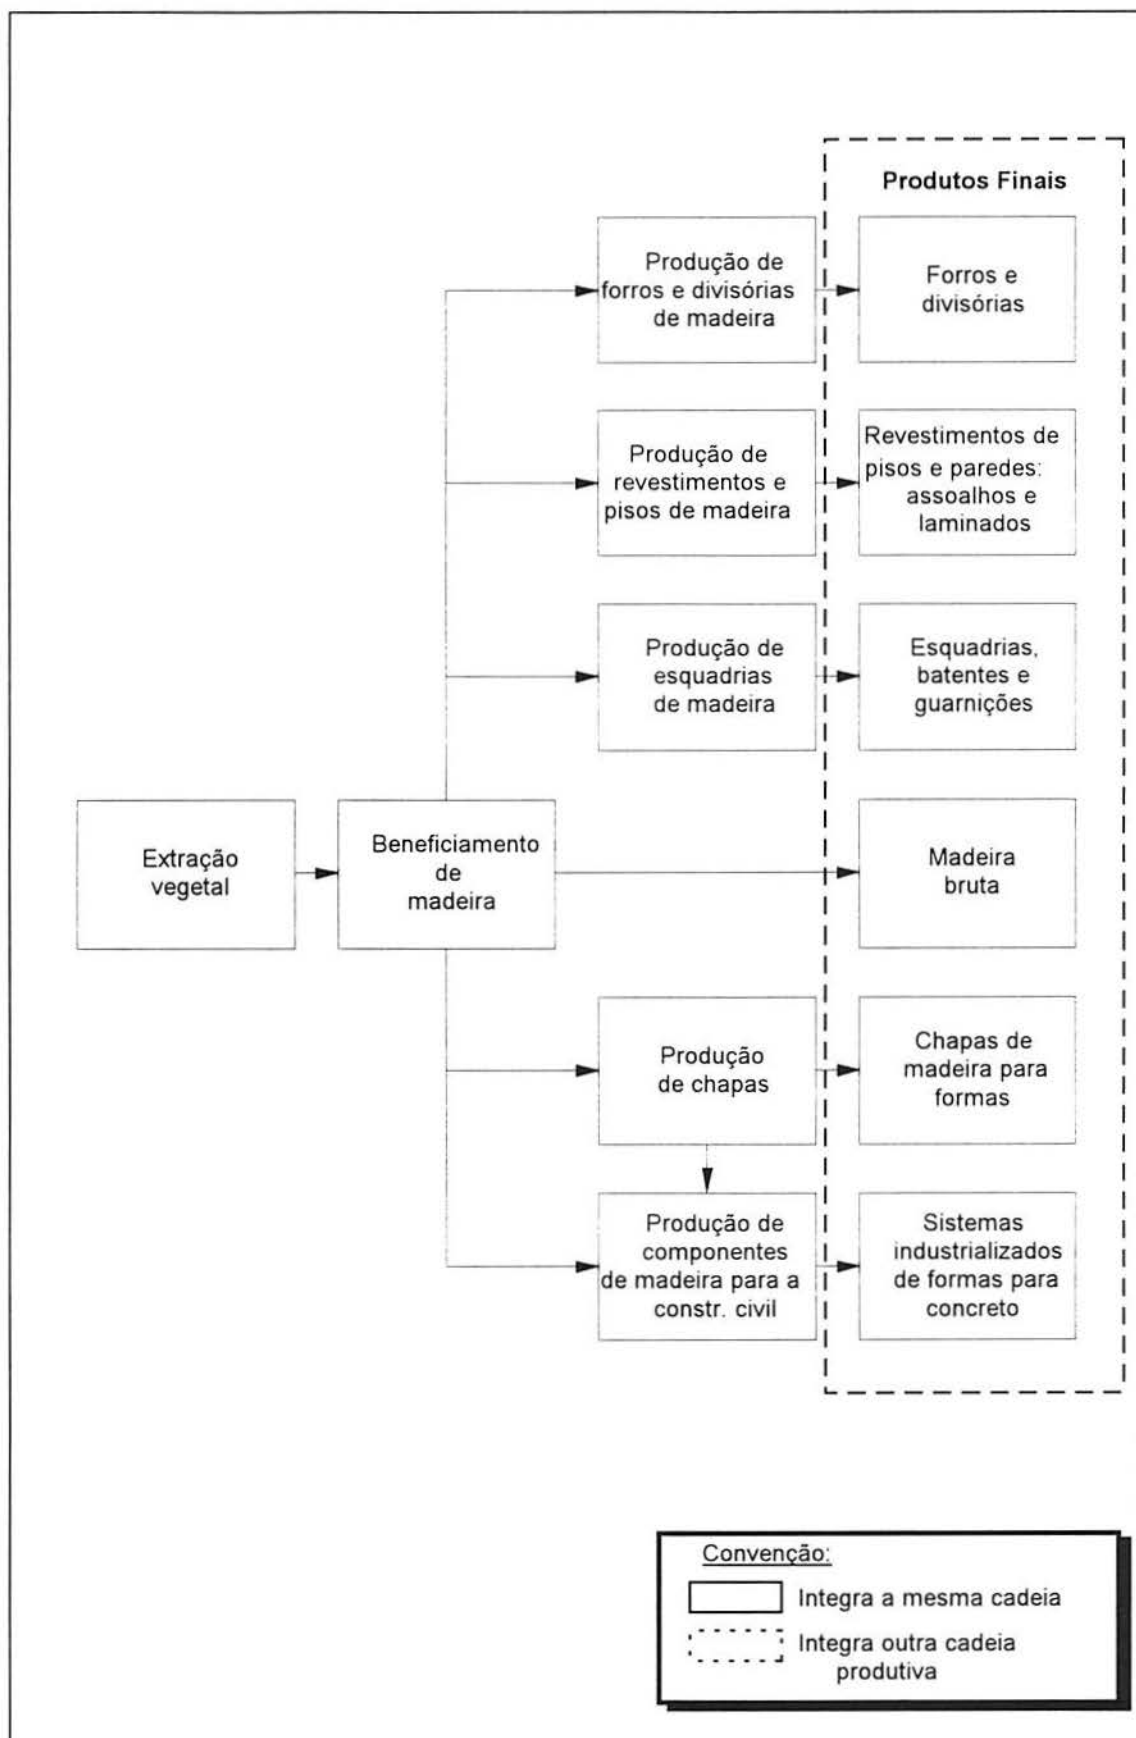 Produtos Finais
Produção de
forros e divisórias
de madeira
Forros e
divisórias
Produção de
revestimentos e
pisos de madeira
Revestimentos de
pisos e paredes:
assoalhos e
laminados
Produção de
esquadrias
de madeira
Esquadrias,
batentes e
guarnições
Extração
vegetal
Beneficiamento
de
madeira
Madeira
bruta
Produção
de chapas
Chapas de
madeira para
formas
Produção de
componentes
de madeira para a
constr. civil
Sistemas
industrializados
de formas para
concreto
Convenção:
Integra a mesma cadeia
Integra outra cadeia
produtiva